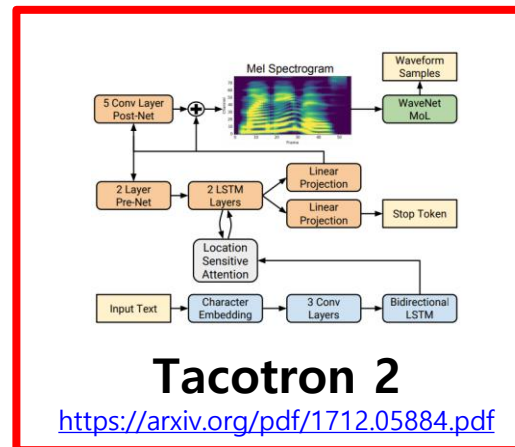 Waveform
Samples
Mel Spectrogram
5 Conv Layer
Post-Net
WaveNet
MoL
2 Layer
Pre-Net
2 LSTM
Layers
Linear
Projection
Linear
Projection
Stop Token
Location
Sensitive
Attention
Input Text
Character
Embedding
3 Conv
Layers
Bidirectional
LSTM
Tacotron 2
https://arxiv.org/pdf/1712.05884.pdf